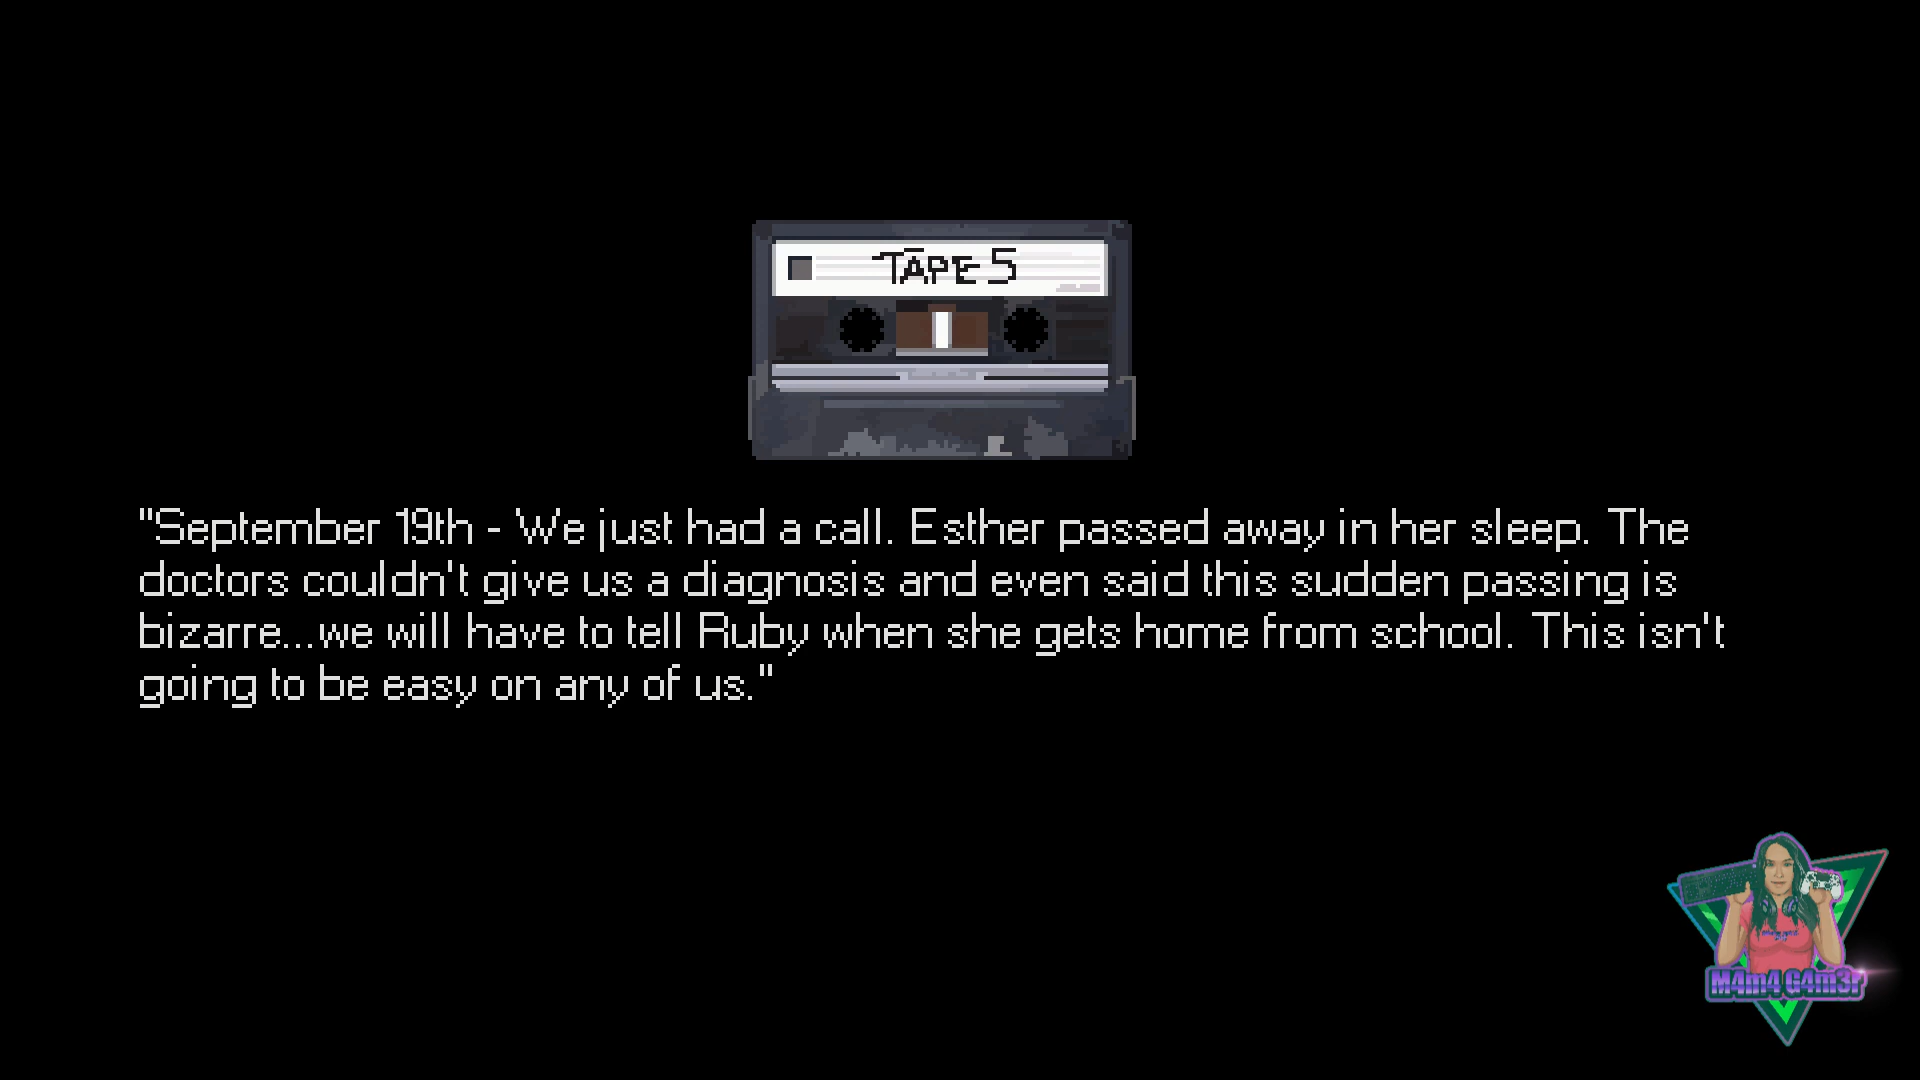 TAPE 5
"September 19th - We just had a call. Esther passed away in her sleep. The
doctors couldn't give us a diagnosis and even said this sudden passing is
bizarre...we will have to tell Ruby when she gets home from school. This isn't
going to be easy on any of us."
M4m4 G4m3r